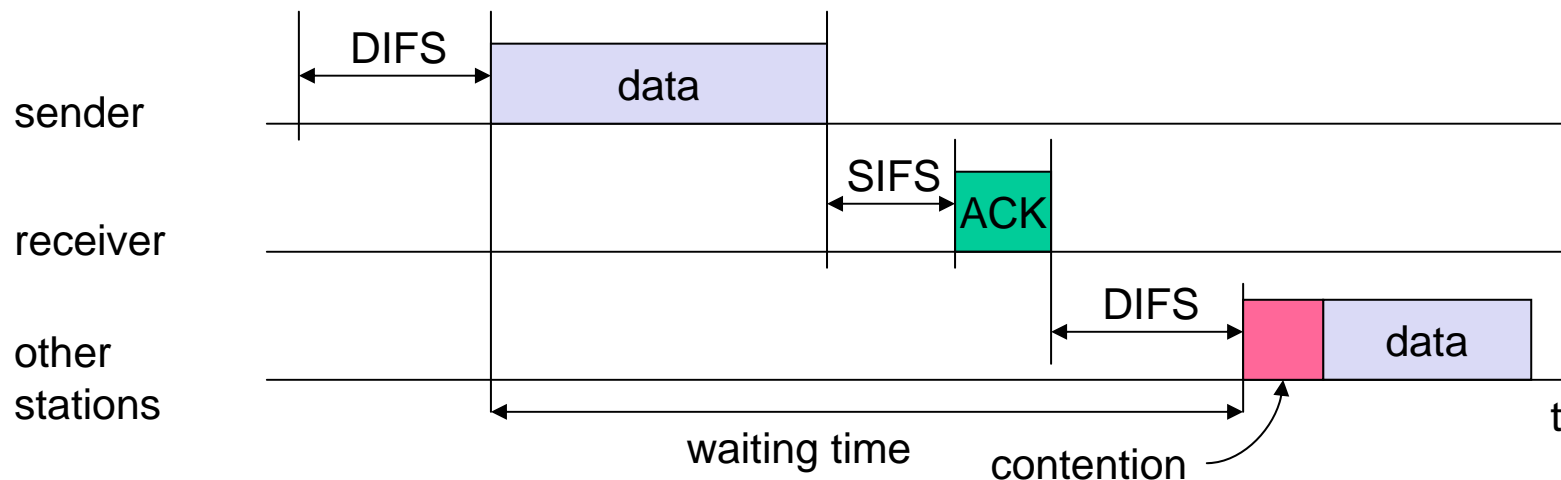 DIFS
data
sender
SIFS
ACK
receiver
DIFS
data
other
stations
t
waiting time
contention